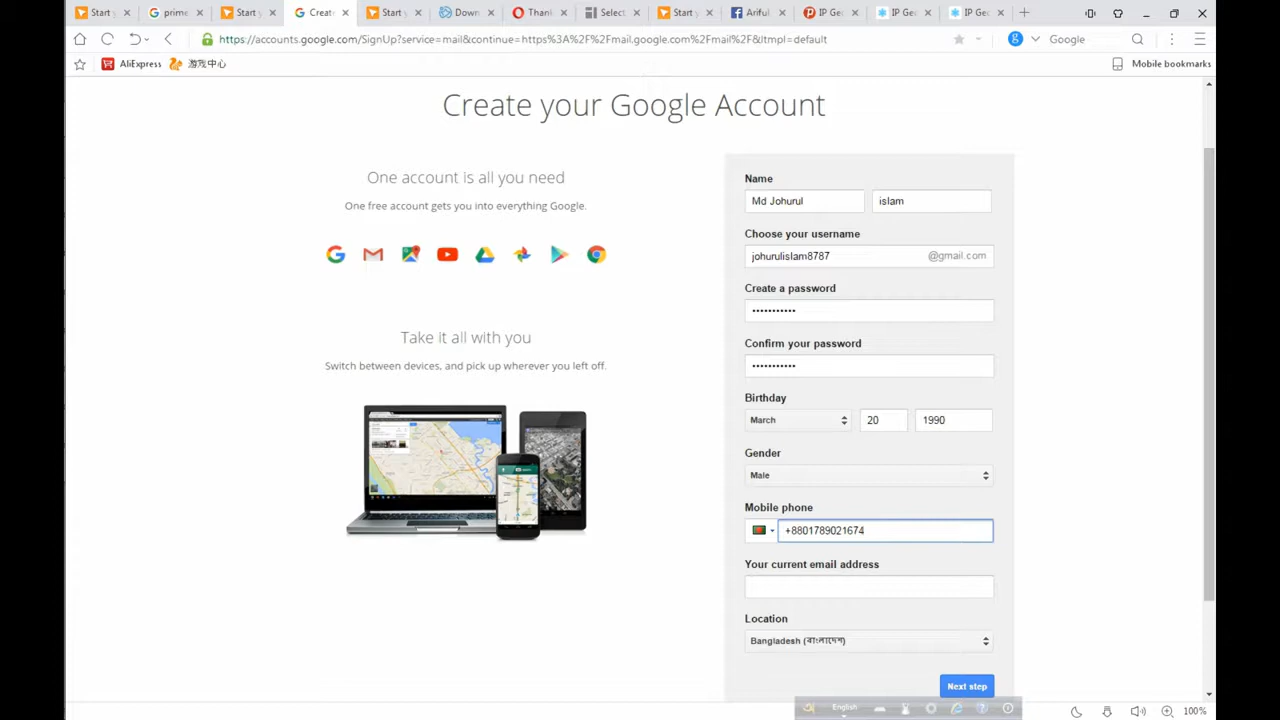 Start y
prime
Start y
Create
Start y
Down
Thank
Select
Start y
Ariful
IP Geo
IP Geo
IP Geo
https://accounts.google.com/SignUp?service=mail&continue=https%3A%2F%2Fmail.google.com%2Fmail%2F&ltmpl=default
Google
AliExpress
游戏中心
Mobile bookmarks
Create your Google Account
One account is all you need
One free account gets you into everything Google.
Take it all with you
Switch between devices, and pick up wherever you left off.
Name
Md Johurul
islam
Choose your username
johurulislam8787
@gmail.com
Create a password
•••••••••••
Confirm your password
•••••••••••
Birthday
March
20
1990
Gender
Male
Mobile phone
+8801789021674
Your current email address
Location
Bangladesh (বাংলাদেশ)
Next step
English
100%